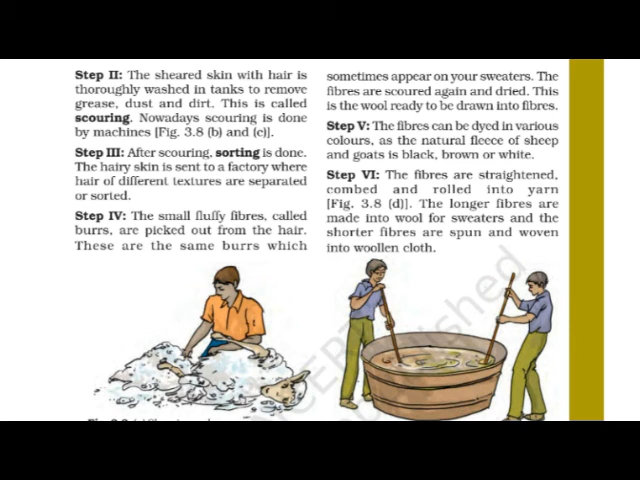 Step II: The sheared skin with hair is
thoroughly washed in tanks to remove
grease, dust and dirt. This is called
scouring. Nowadays scouring is done
by machines [Fig. 3.8 (b) and (c)].
Step III: After scouring, sorting is done.
The hairy skin is sent to a factory where
hair of different textures are separated
or sorted.
Step IV: The small fluffy fibres, called
burrs, are picked out from the hair.
These are the same burrs which
sometimes appear on your sweaters. The
fibres are scoured again and dried. This
is the wool ready to be drawn into fibres.
Step V: The fibres can be dyed in various
colours, as the natural fleece of sheep
and goats is black, brown or white.
Step VI: The fibres are straightened,
combed and rolled into yarn
[Fig. 3.8 (d)]. The longer fibres are
made into wool for sweaters and the
shorter fibres are spun and woven
into woollen cloth.